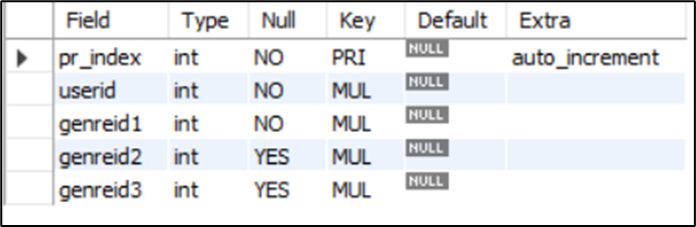 Field Type Null Key Default Extra
pr_index int NO PRI NULL auto_increment
userid int NO MUL NULL
genreid1 int NO MUL NULL
genreid2 int YES MUL NULL
genreid3 int YES MUL NULL